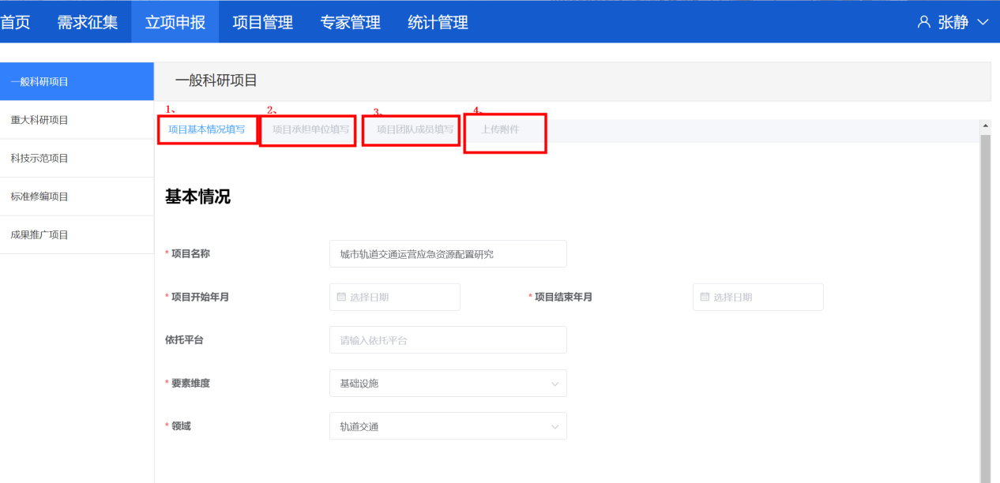 首页 需求征集 立项申报 项目管理 专家管理 统计管理 张静
一般科研项目
重大科研项目
科技示范项目
标准修编项目
成果推广项目
一般科研项目
1、 2、 3、 4、
项目基本情况填写 项目承担单位填写 项目团队成员填写 上传附件
基本情况
* 项目名称 城市轨道交通运营应急资源配置研究
* 项目开始年月 选择日期 * 项目结束年月 选择日期
依托平台 请输入依托平台
* 要素维度 基础设施
* 领域 轨道交通